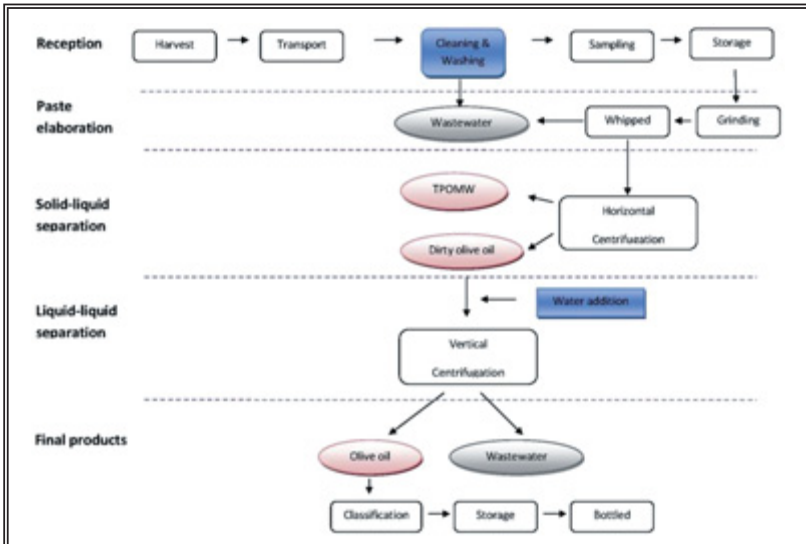 Reception
Harvest
Transport
Cleaning &
Washing
Sampling
Storage
Paste
elaboration
Wastewater
Whipped
Grinding
Solid-liquid
separation
TPOMW
Horizontal
Centrifugation
Dirty olive oil
Liquid-liquid
separation
Water addition
Vertical
Centrifugation
Final products
Olive oil
Wastewater
Classification
Storage
Bottled